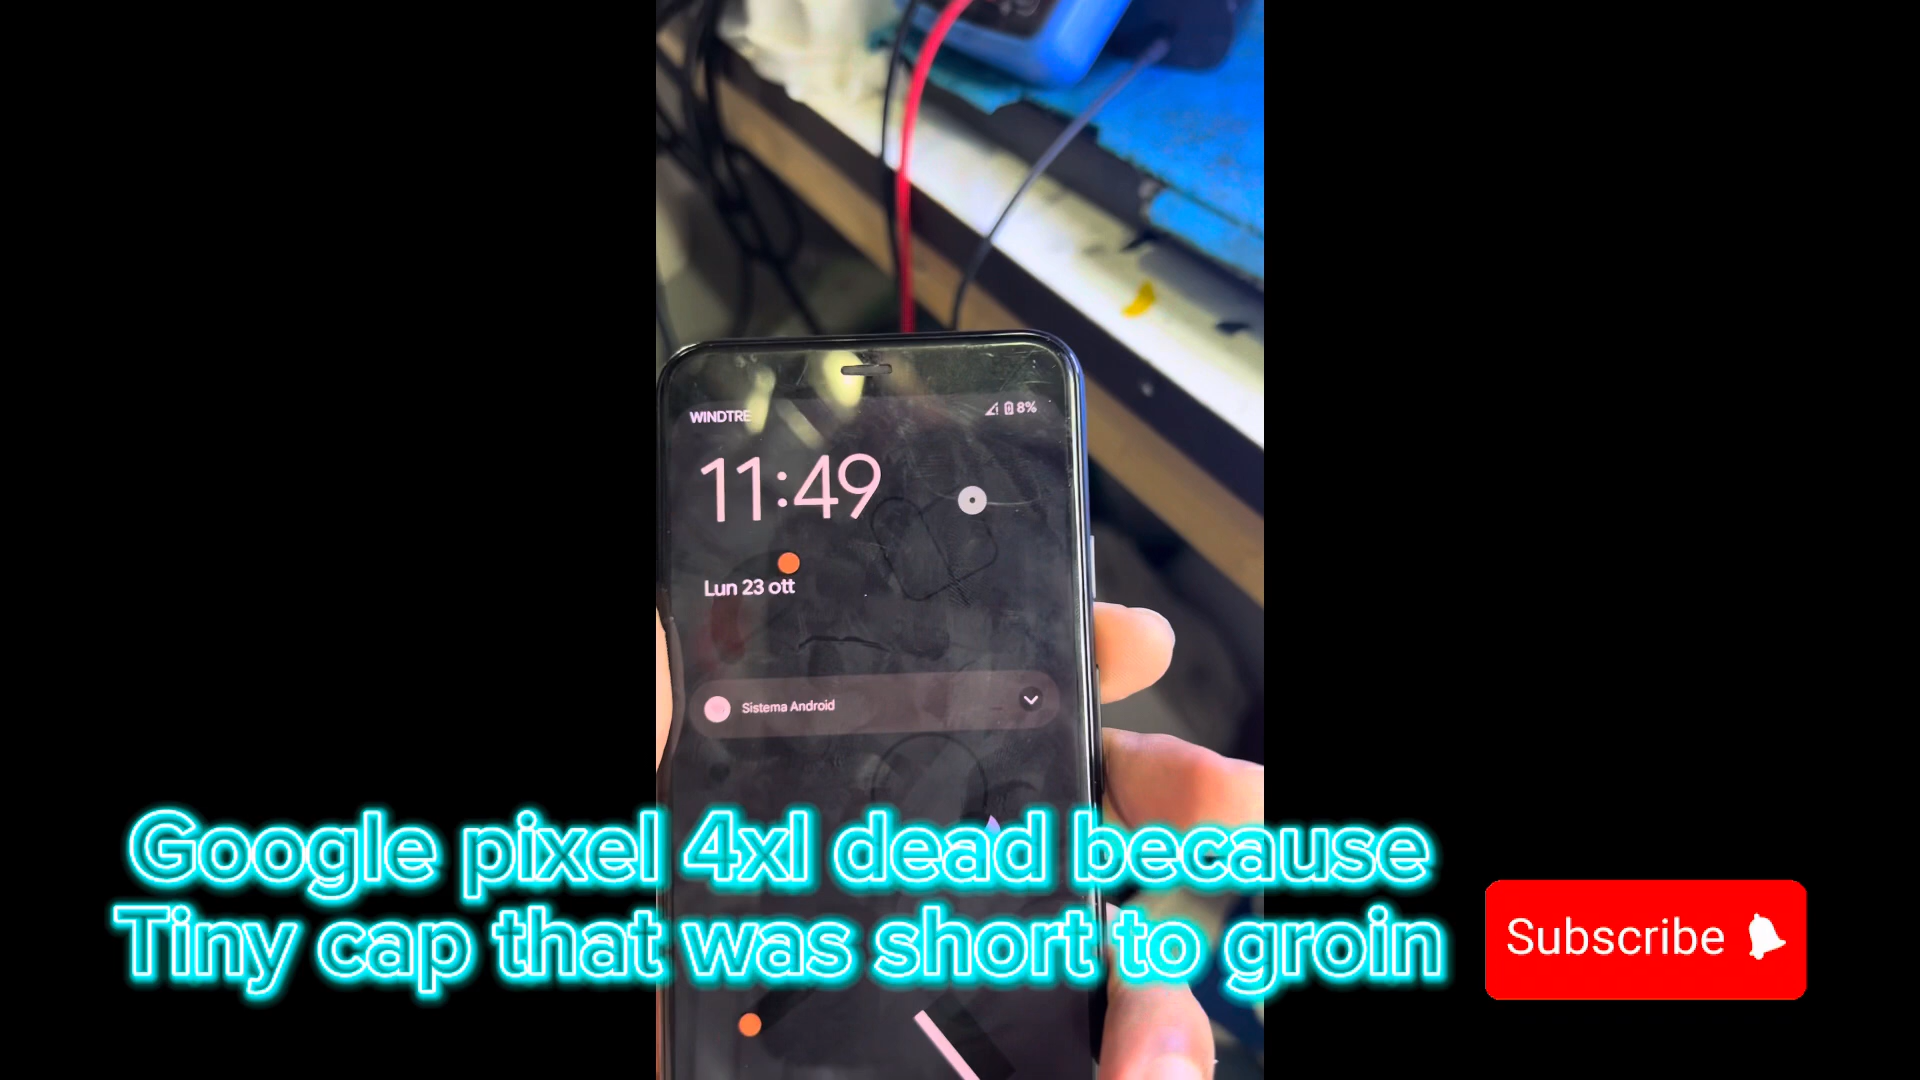 WINDTRE
8%
11:49
Lun 23 ott
Sistema Android
Google pixel 4xl dead because
Tiny cap that was short to groin
Subscribe